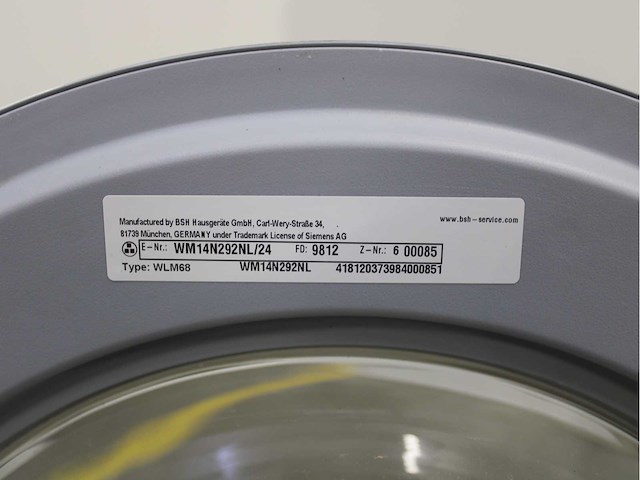 Manufactured by BSH Hausgeräte GmbH, Carl-Wery-Straße 34,
www.bsh-service.com
81739 München, GERMANY under Trademark License of Siemens AG
E-Nr.: WM14N292NL/24 FD: 9812 Z-Nr.: 6 00085
Type: WLM68 WM14N292NL 418120373984000851